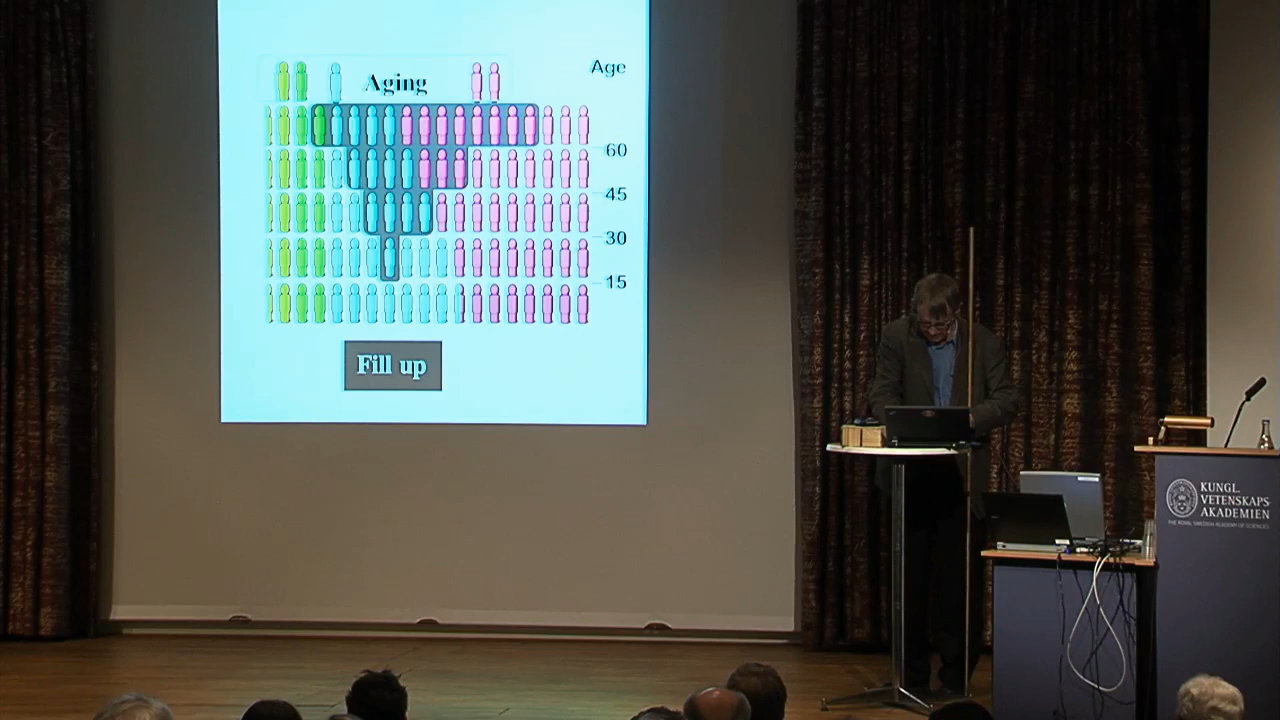 Aging
Age
60
45
30
15
Fill up
KUNGL.
VETENSKAPS
AKADEMIEN
THE ROYAL SWEDISH ACADEMY OF SCIENCES